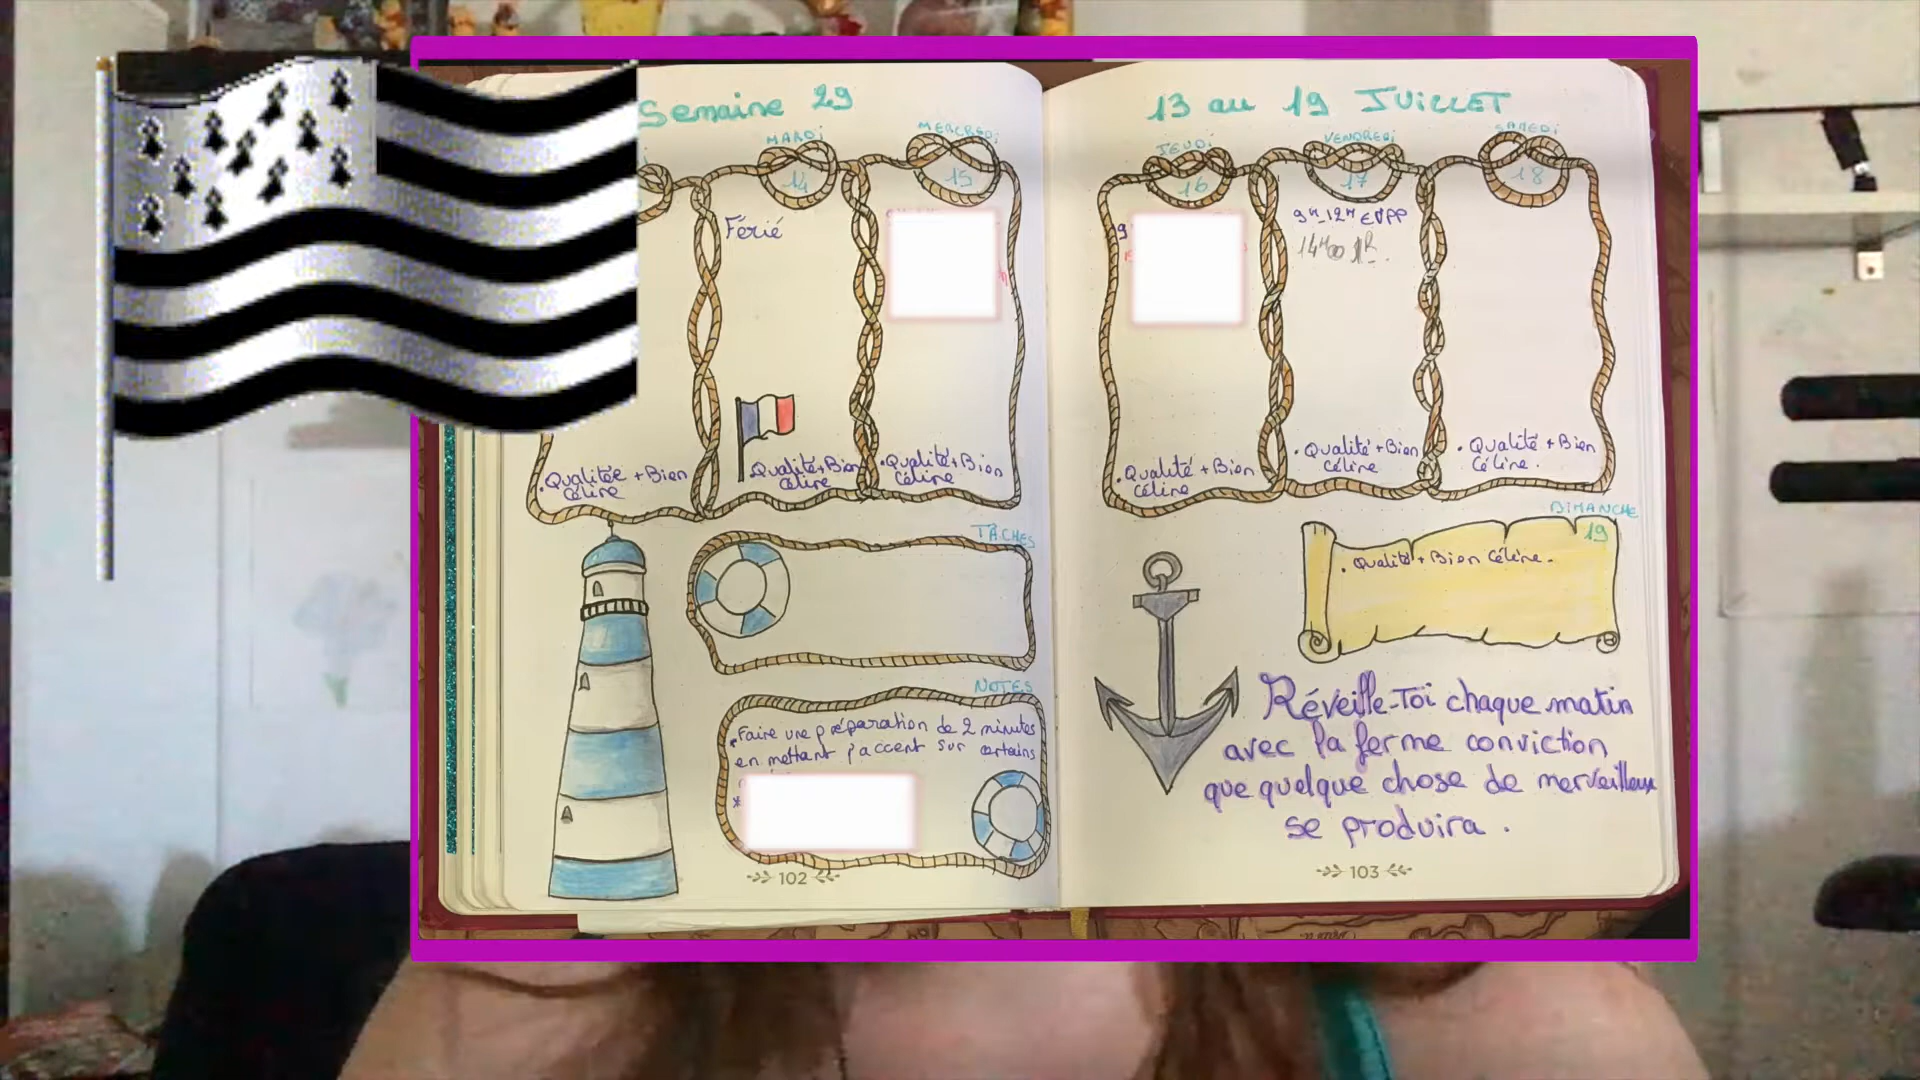 Semaine 29
MARDi
MERCREDi
14
15
Férié
.Qualitée +Bien
Céline
.Qualité+Bien
Céline
.Qualité+Bien
Céline
TÂCHES
NOTES
.Faire une préparation de 2 minutes
en mettant l'accent sur certains
*
102
13 au 19 JUiLLET
JEUDi
VENDREDi
SAMEDi
16
17
18
9
9H-12H
14H00
.Qualité +Bien
Céline
.Qualité +Bien
Céline
.Qualité +Bien
Céline.
DIMANCHE
19
.Qualité + Bien Céline.
Réveille-Toi chaque matin
avec la ferme conviction
que quelque chose de merveilleux
se produira.
103